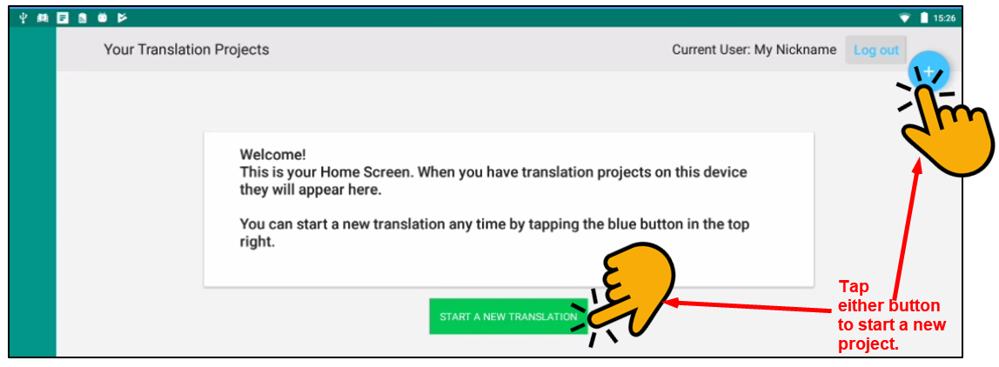 15:26
Your Translation Projects
Current User: My Nickname
Log out
+
Welcome!
This is your Home Screen. When you have translation projects on this device
they will appear here.
You can start a new translation any time by tapping the blue button in the top
right.
START A NEW TRANSLATION
Tap
either button
to start a new
project.